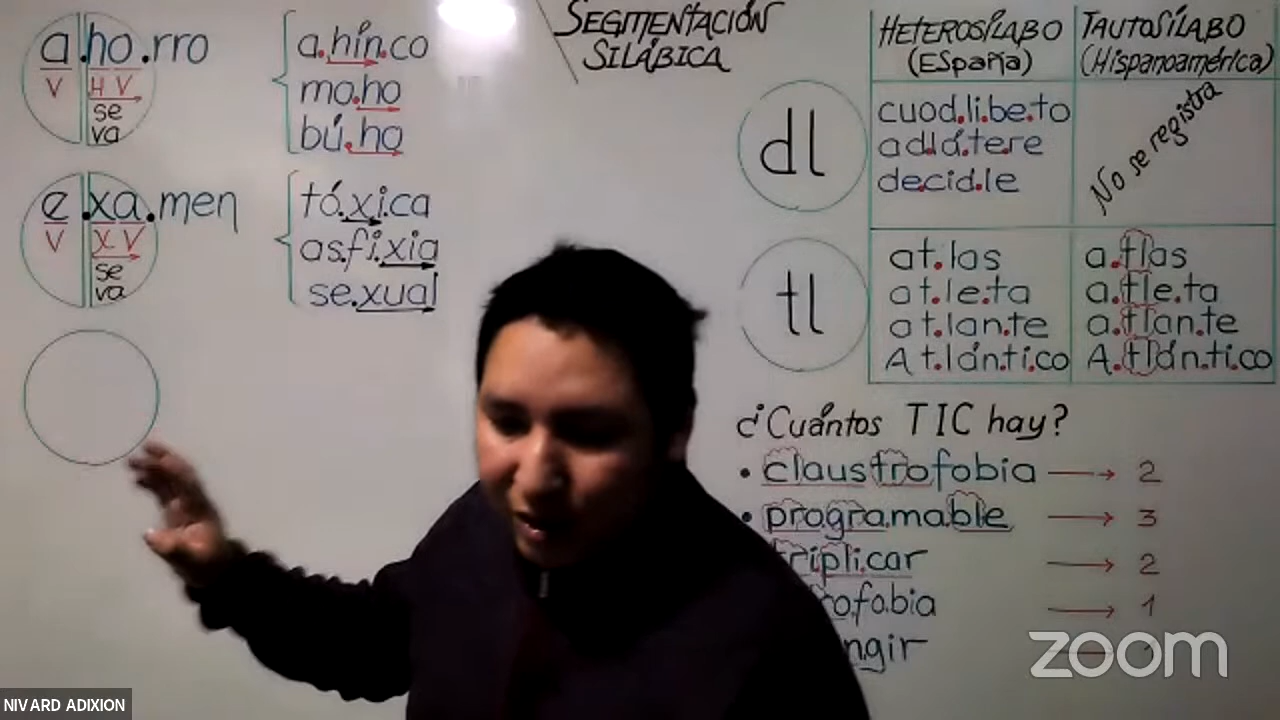 a.ho.rro
V H V
se
va
a.hín.co
mo.ho
bú.ho
e.xa.men
V X V
se
va
tó.xi.ca
as.fi.xia
se.xual
SEGMENTACIÓN
SILÁBICA
HETEROSÍLABO
(España)
TAUTOSÍLABO
(Hispanoamérica)
dl
cuod.li.be.to
ad.lá.te.re
de.cid.le
No se registra
tl
at.las
at.le.ta
at.lan.te
At.lán.ti.co
a.tlas
a.tle.ta
a.tlan.te
A.tlán.ti.co
¿Cuántos TIC hay?
• claustrofobia → 2
• programable → 3
triplicar → 2
ofobia → 1
ngir →
zoom
NIVARD ADIXION